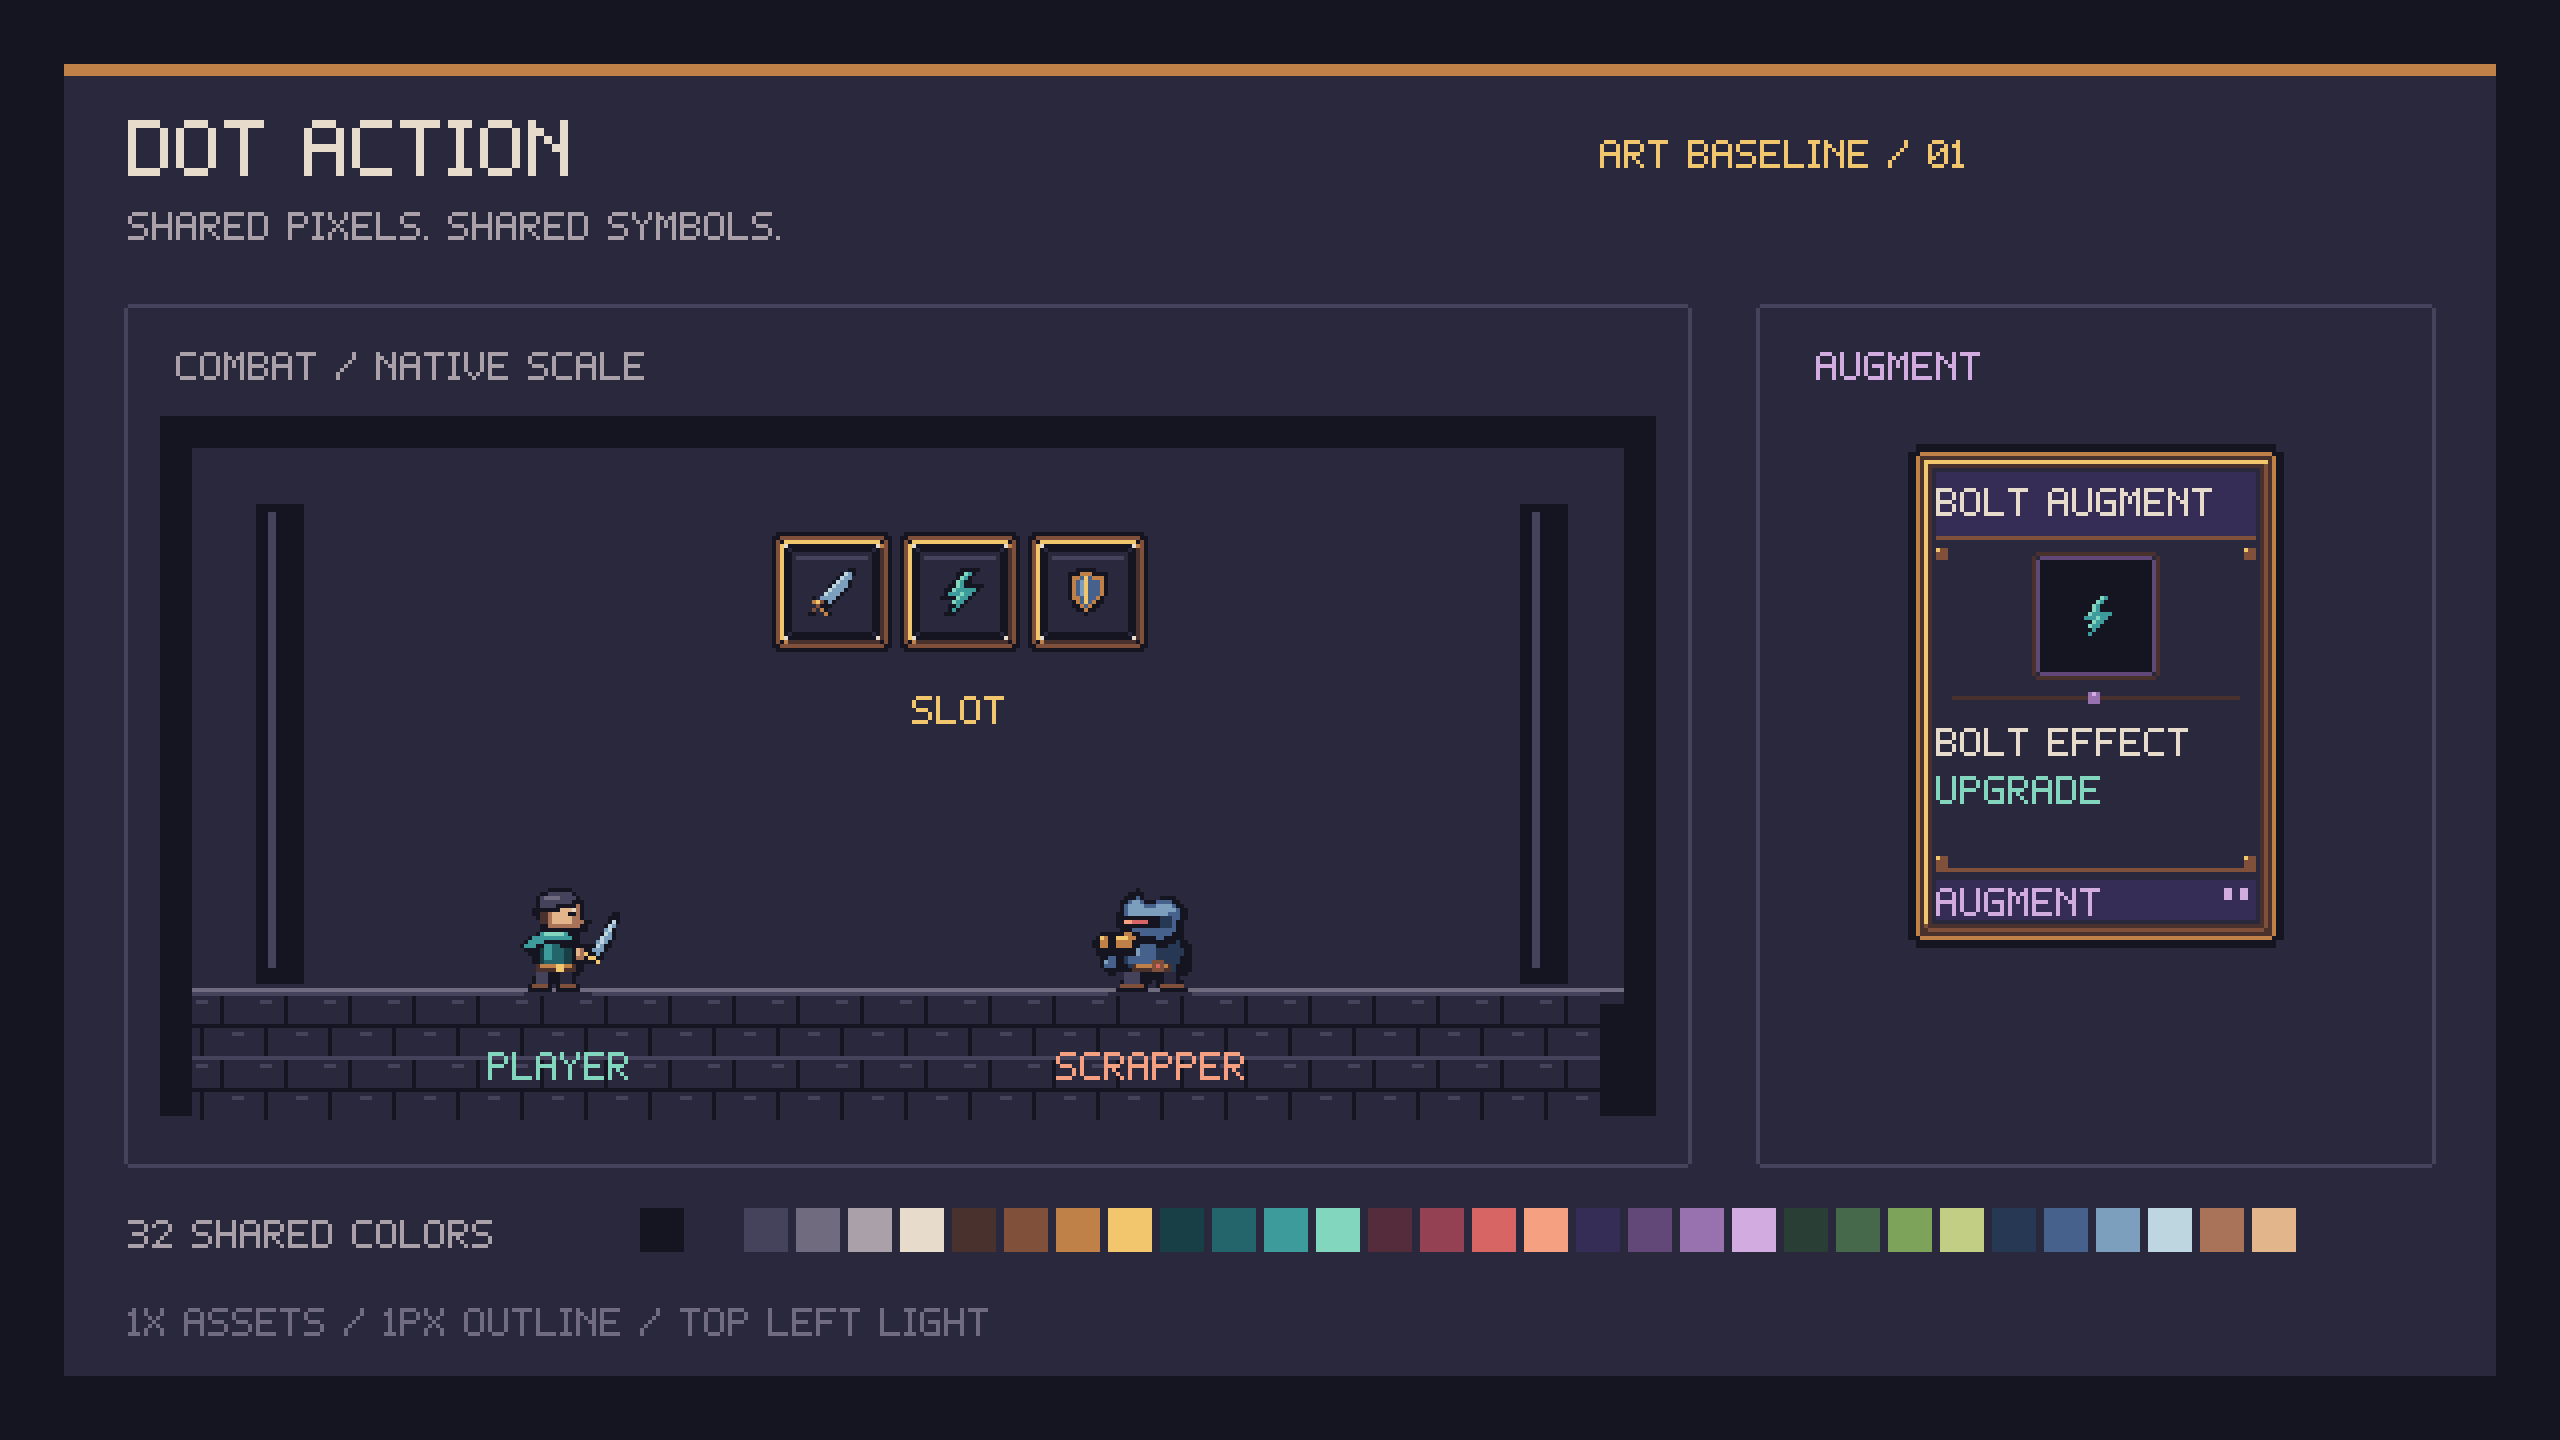 DOT ACTION
ART BASELINE / 01
SHARED PIXELS. SHARED SYMBOLS.
COMBAT / NATIVE SCALE
SLOT
PLAYER
SCRAPPER
AUGMENT
BOLT AUGMENT
BOLT EFFECT
UPGRADE
AUGMENT "
32 SHARED COLORS
1X ASSETS / 1PX OUTLINE / TOP LEFT LIGHT